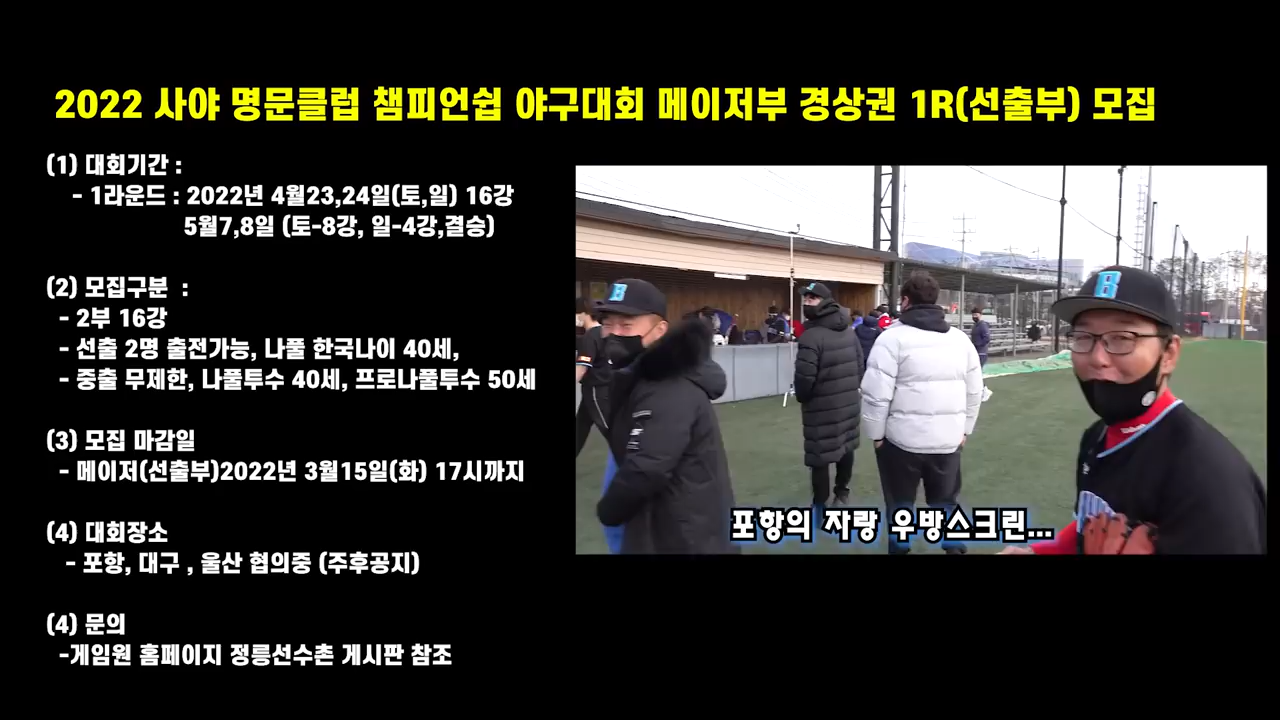 2022 사야 명문클럽 챔피언쉽 야구대회 메이저부 경상권 1R(선출부) 모집
(1) 대회기간 :
- 1라운드 : 2022년 4월23,24일(토,일) 16강
5월7,8일 (토-8강, 일-4강,결승)
(2) 모집구분 :
- 2부 16강
- 선출 2명 출전가능, 나풀 한국나이 40세,
- 중출 무제한, 나풀투수 40세, 프로나풀투수 50세
(3) 모집 마감일
- 메이저(선출부)2022년 3월15일(화) 17시까지
(4) 대회장소
- 포항, 대구 , 울산 협의중 (추후공지)
(4) 문의
-게임원 홈페이지 정릉선수촌 게시판 참조
B
B
포항의 자랑 우방스크린...